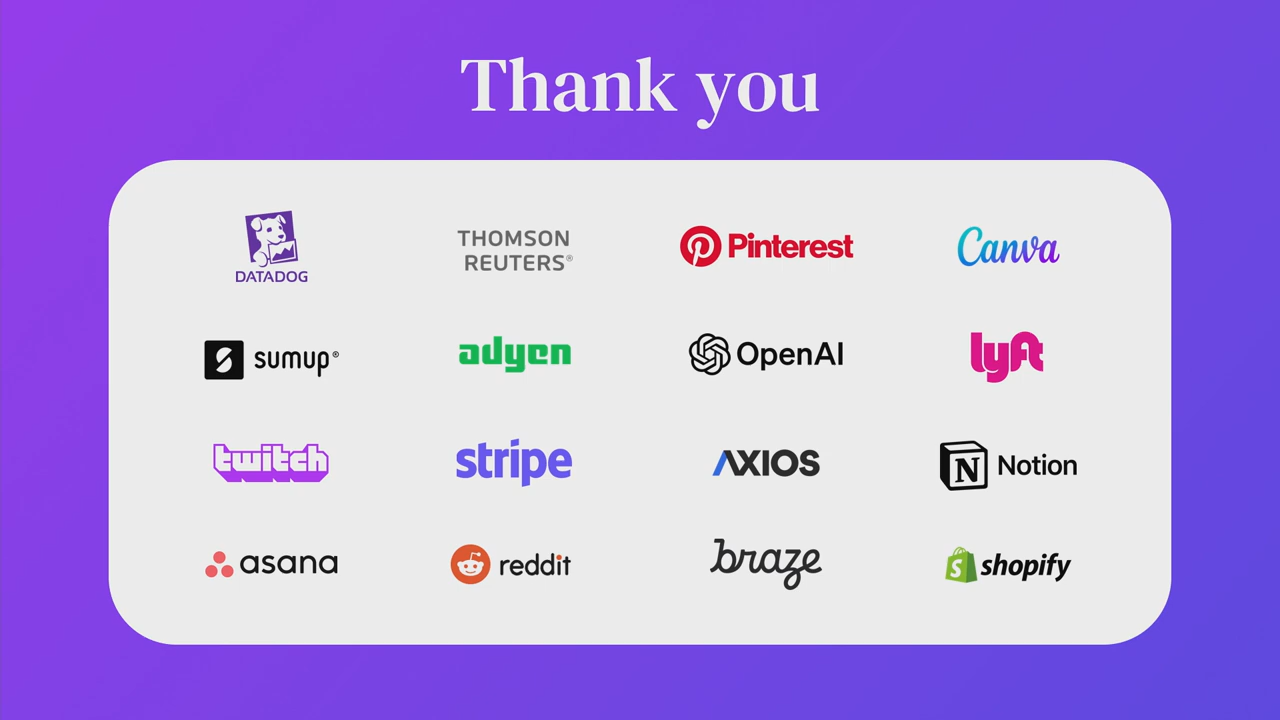 Thank you
DATADOG
THOMSON
REUTERS®
Pinterest
Canva
sumup®
adyen
OpenAI
lyft
twitch
stripe
AXIOS
N Notion
asana
reddit
braze
shopify